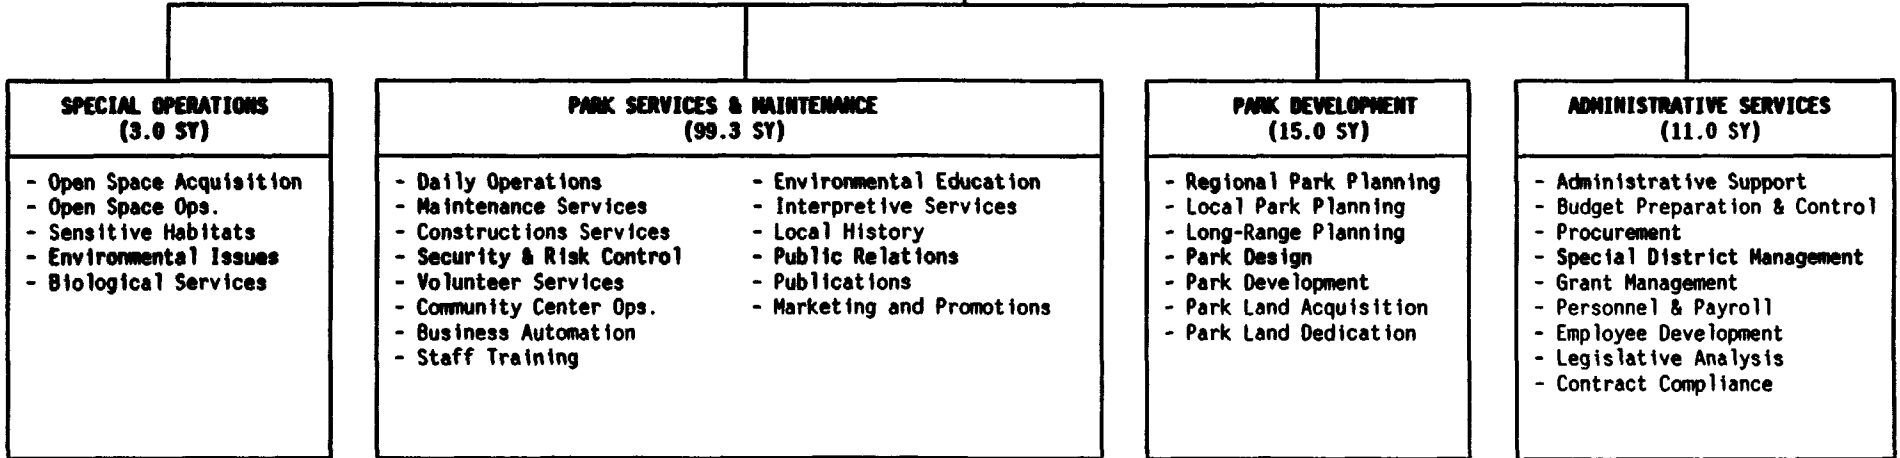 SPECIAL OPERATIONS
(3.0 SY)
- Open Space Acquisition
- Open Space Ops.
- Sensitive Habitats
- Environmental Issues
- Biological Services
PARK SERVICES & MAINTENANCE
(99.3 SY)
- Daily Operations
- Maintenance Services
- Constructions Services
- Security & Risk Control
- Volunteer Services
- Community Center Ops.
- Business Automation
- Staff Training
- Environmental Education
- Interpretive Services
- Local History
- Public Relations
- Publications
- Marketing and Promotions
PARK DEVELOPMENT
(15.0 SY)
- Regional Park Planning
- Local Park Planning
- Long-Range Planning
- Park Design
- Park Development
- Park Land Acquisition
- Park Land Dedication
ADMINISTRATIVE SERVICES
(11.0 SY)
- Administrative Support
- Budget Preparation & Control
- Procurement
- Special District Management
- Grant Management
- Personnel & Payroll
- Employee Development
- Legislative Analysis
- Contract Compliance